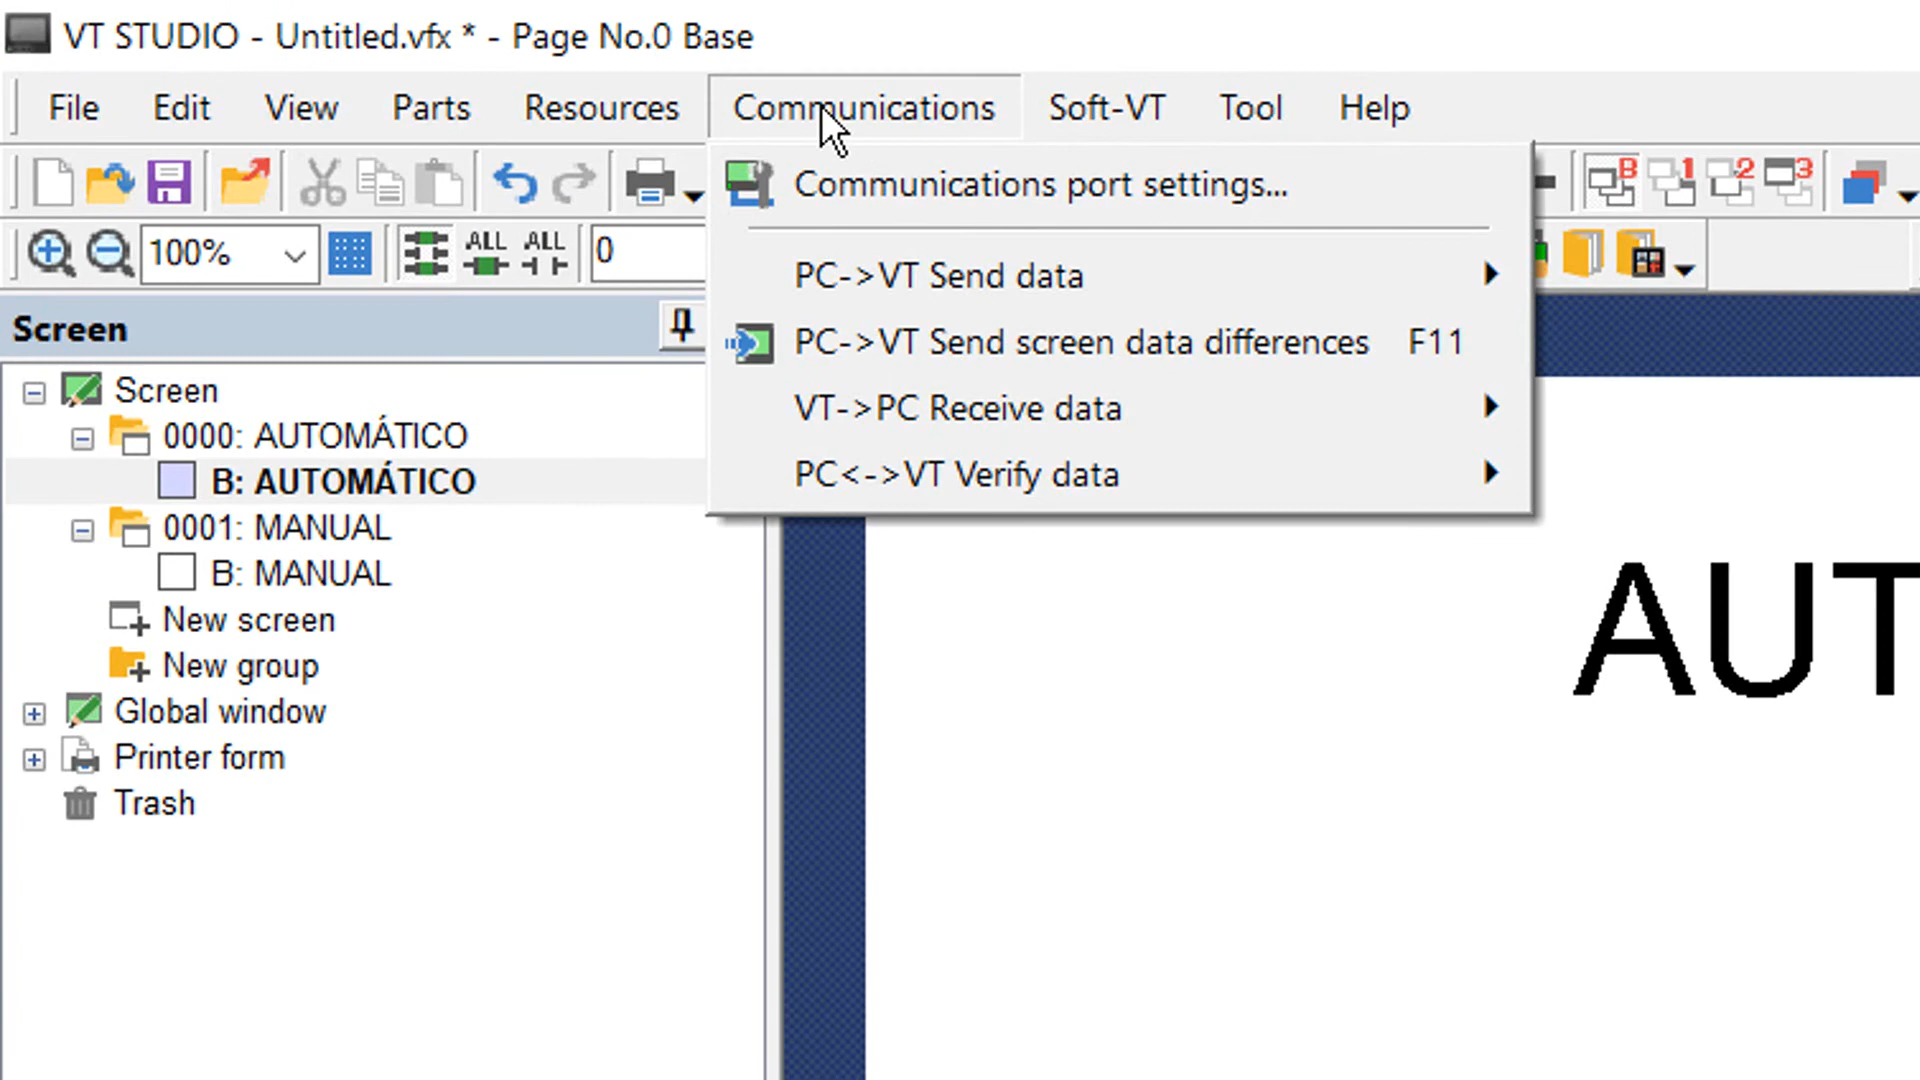 VT STUDIO - Untitled.vfx * - Page No.0 Base
File Edit View Parts Resources Communications Soft-VT Tool Help
B 1 2 3
100% ALL ALL 0
Communications port settings...
PC->VT Send data
PC->VT Send screen data differences F11
VT->PC Receive data
PC<->VT Verify data
Screen
Screen
0000: AUTOMÁTICO
B: AUTOMÁTICO
0001: MANUAL
B: MANUAL
New screen
New group
Global window
Printer form
Trash
AUT